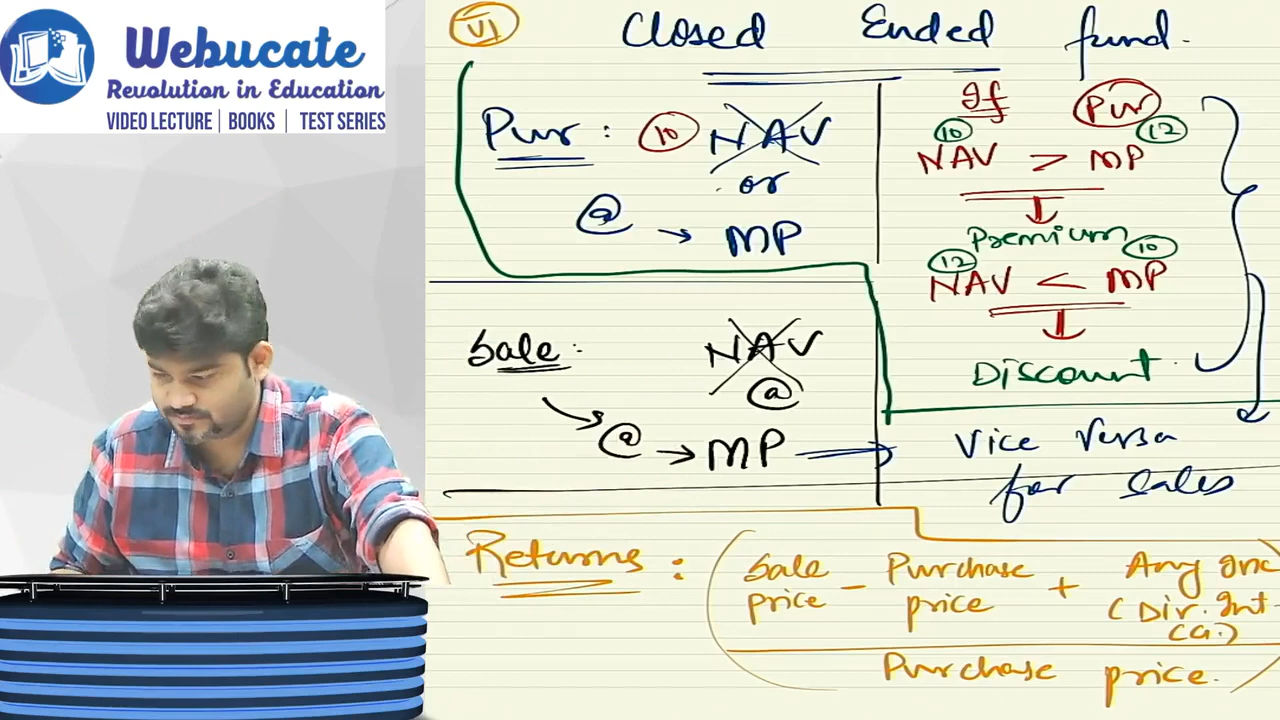 Webucate
Revolution in Education
VIDEO LECTURE | BOOKS | TEST SERIES
VI Closed Ended fund.
Pur : 10 NAV
or
@ → MP
If Pur
10 12
NAV > MP
Premium
12 10
NAV < MP
Discount
Sale :
NAV
@
@ → MP
Vice Versa
for sales
Returns : ( Sale price - Purchase price + Any Inc
(Div. Int.
CG.)
Purchase price. )